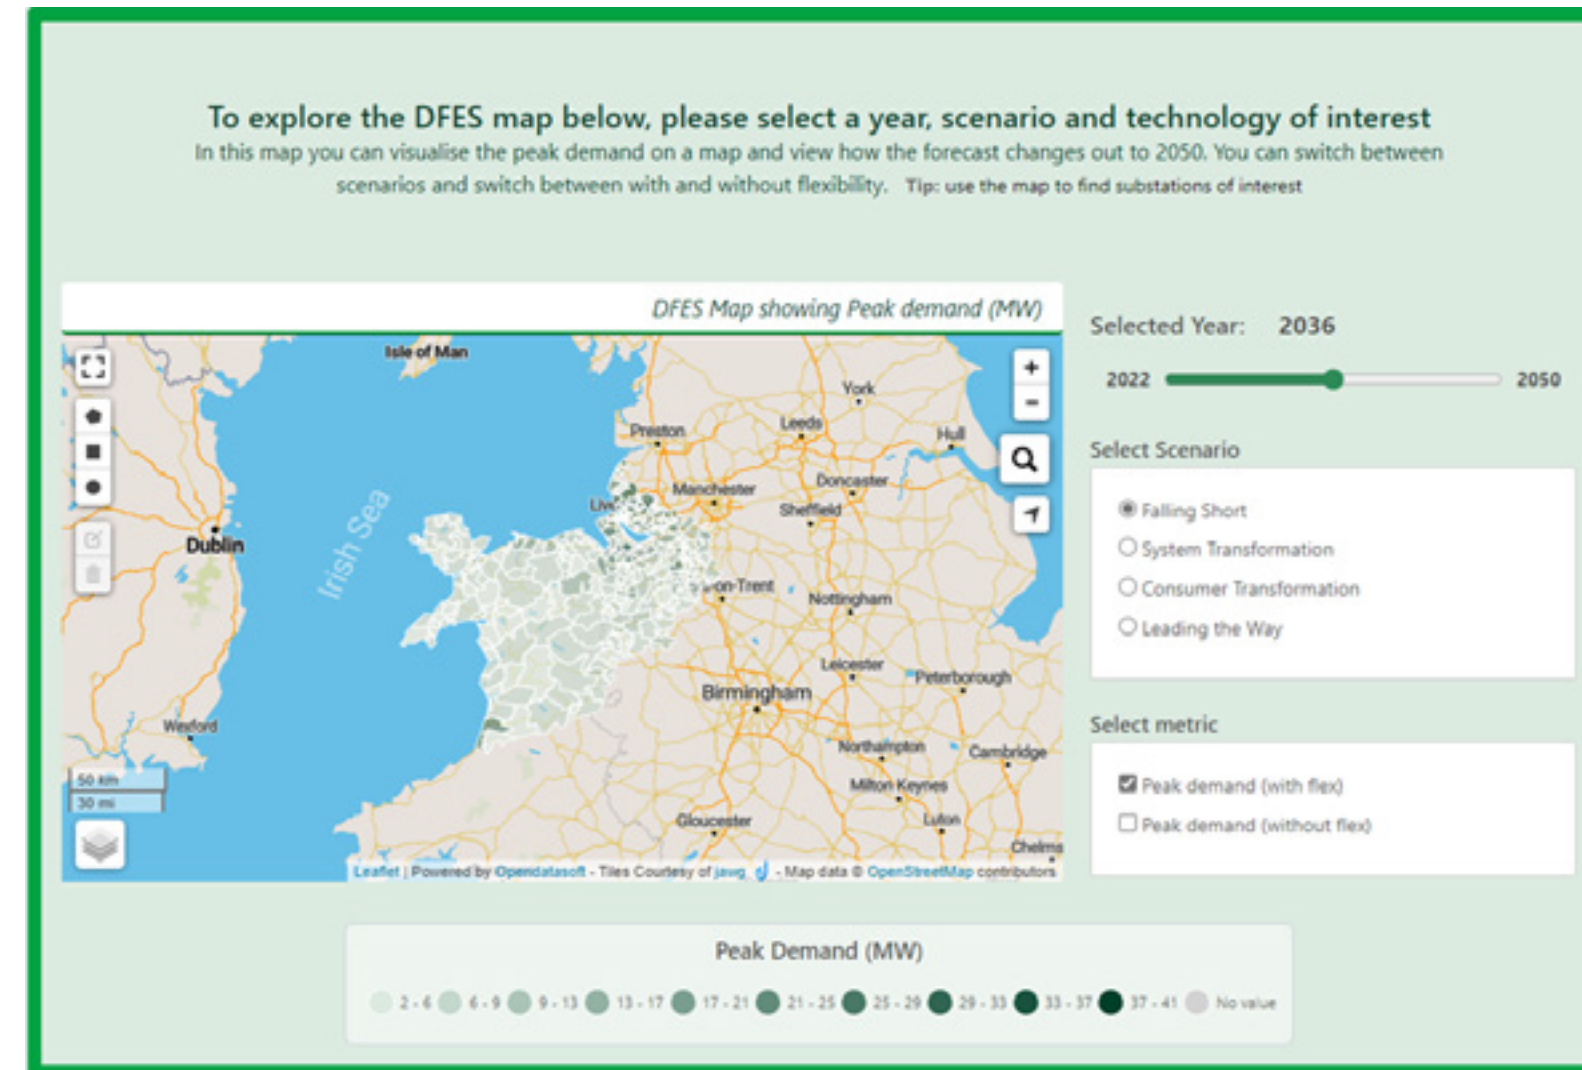 To explore the DFES map below, please select a year, scenario and technology of interest
In this map you can visualise the peak demand on a map and view how the forecast changes out to 2050. You can switch between
scenarios and switch between with and without flexibility. Tip: use the map to find substations of interest
DFES Map showing Peak demand (MW)
Isle of Man
York
Leeds
Preston
Hull
Manchester
Doncaster
Liv
Sheffield
Dublin
Irish Sea
-on-Trent
Nottingham
Leicester
Peterborough
Birmingham
Wexford
Northampton
Cambridge
50 km
30 mi
Milton Keynes
Gloucester
Luton
Chelms
Leaflet | Powered by Opendatasoft - Tiles Courtesy of jawg - Map data © OpenStreetMap contributors
+
-
Selected Year: 2036
2022 2050
Select Scenario
Falling Short
System Transformation
Consumer Transformation
Leading the Way
Select metric
Peak demand (with flex)
Peak demand (without flex)
Peak Demand (MW)
2 - 6 6 - 9 9 - 13 13 - 17 17 - 21 21 - 25 25 - 29 29 - 33 33 - 37 37 - 41 No value